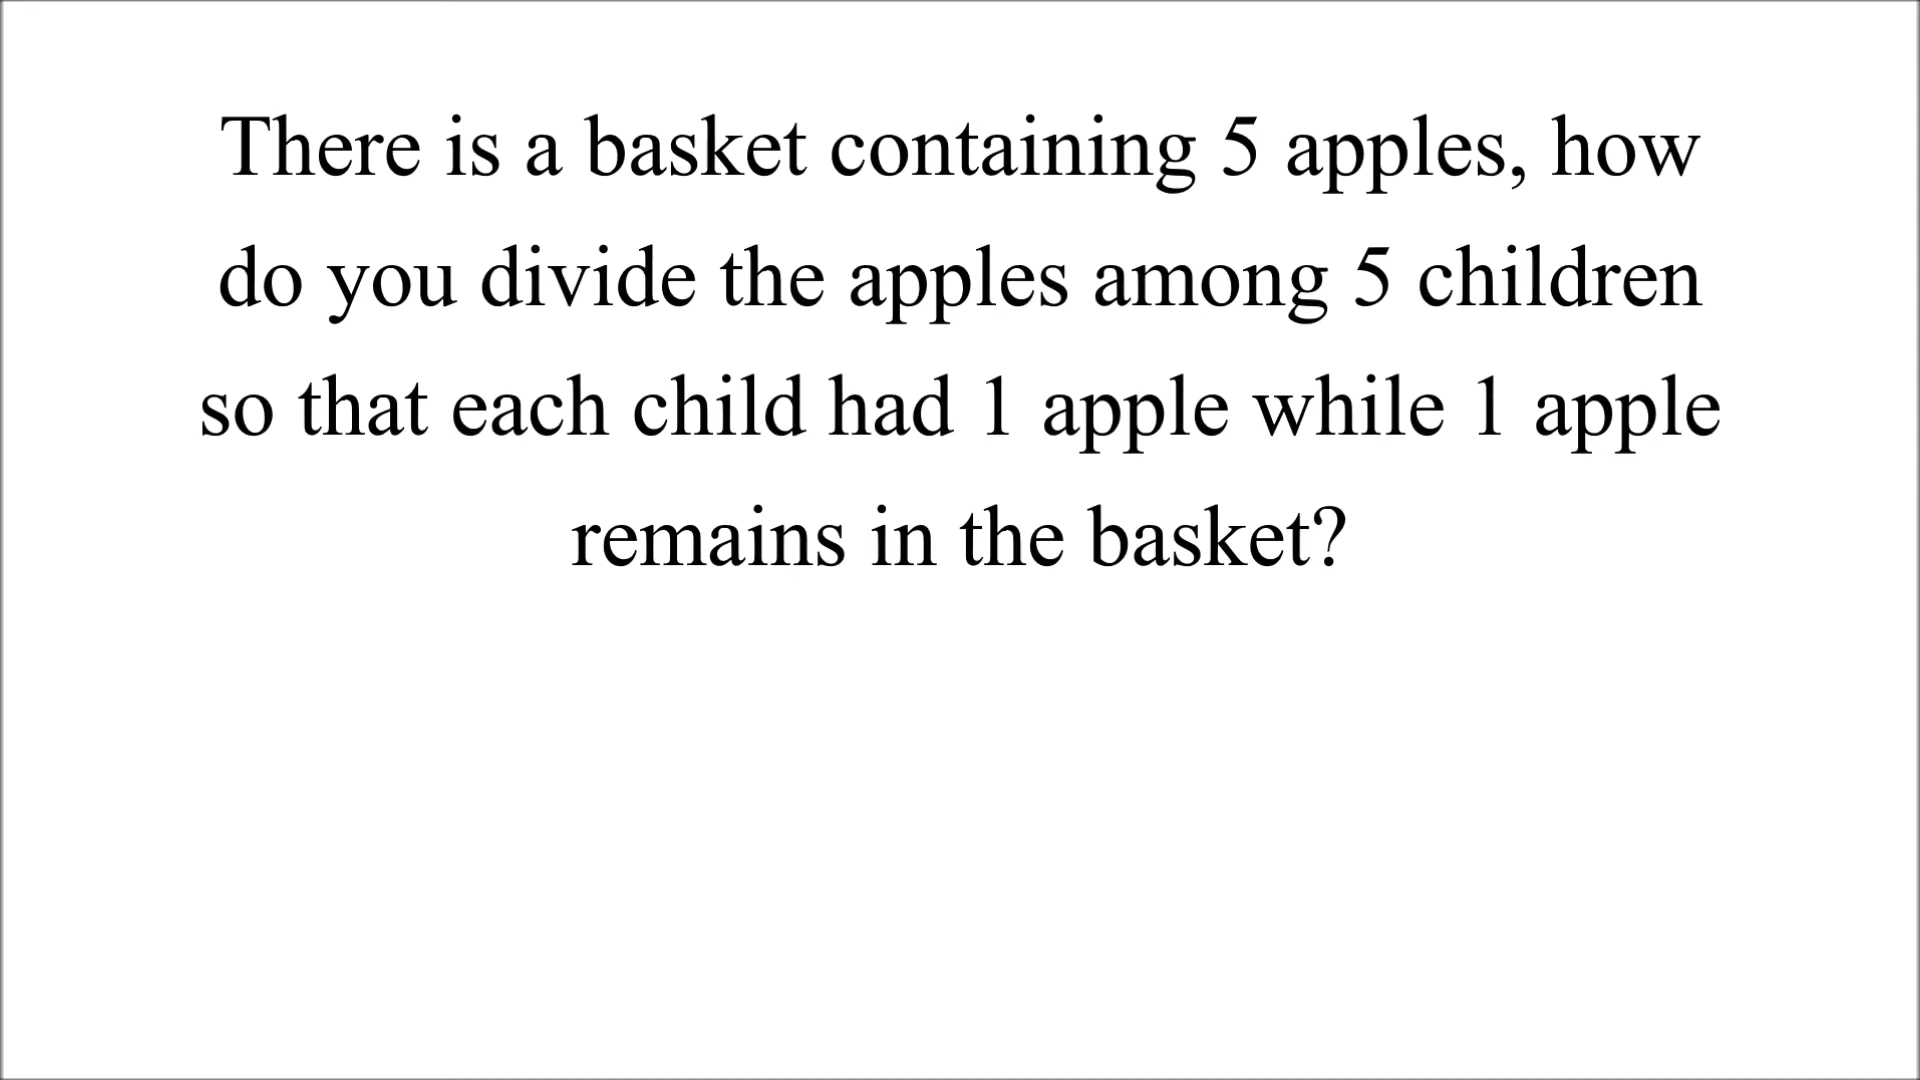 There is a basket containing 5 apples, how
do you divide the apples among 5 children
so that each child had 1 apple while 1 apple
remains in the basket?